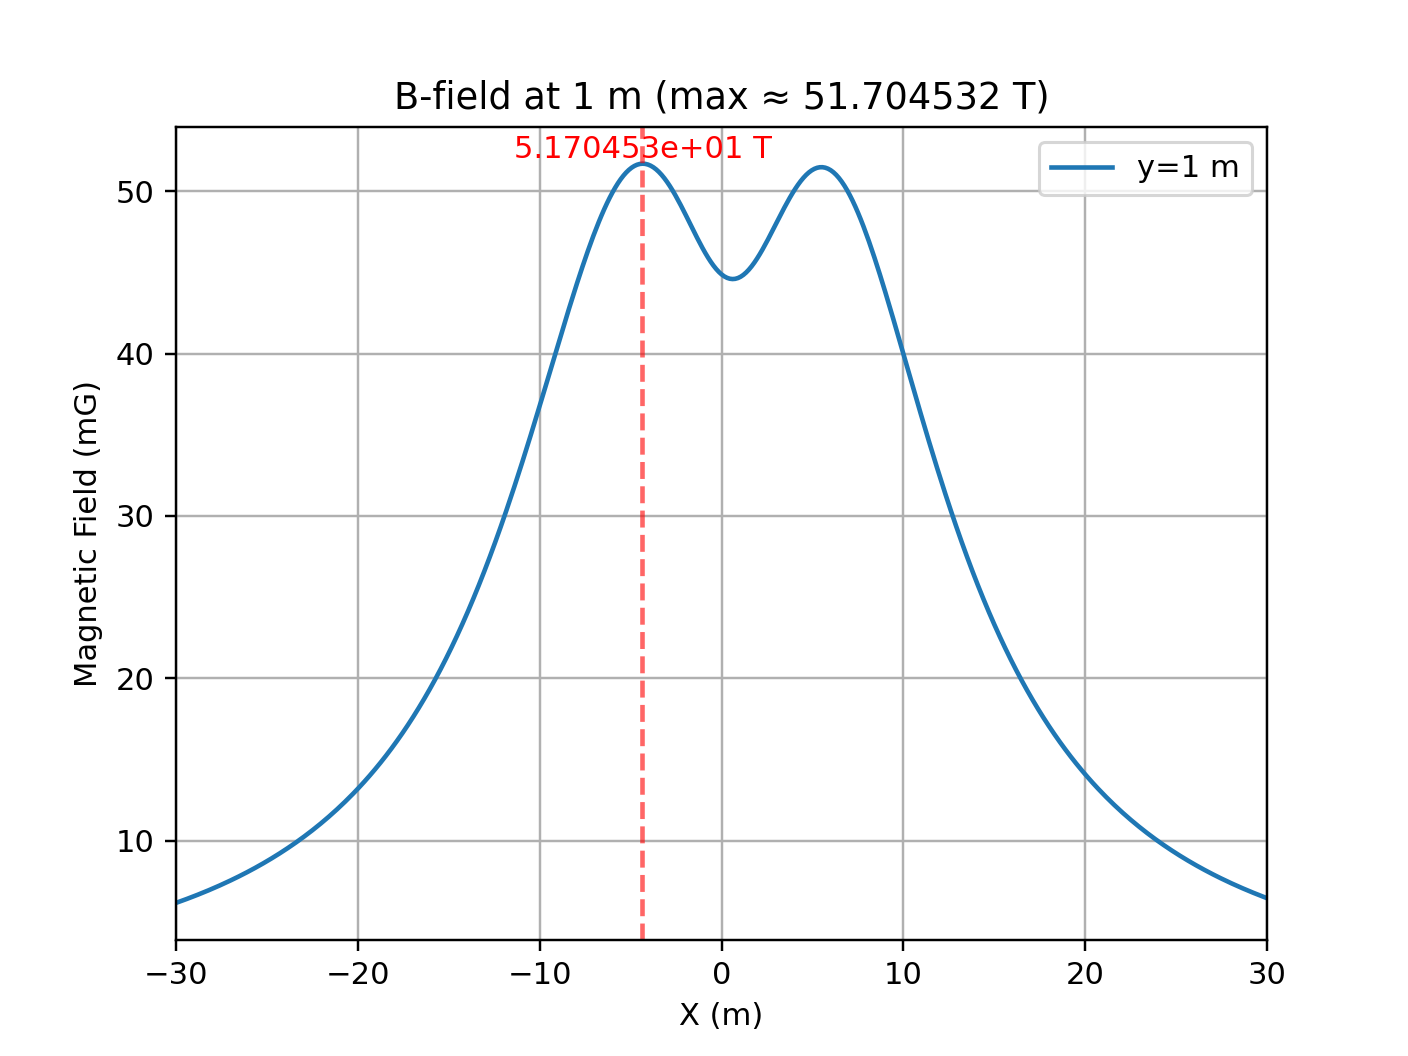 B-field at 1 m (max ≈ 51.704532 T)
5.170453e+01 T
y=1 m
50
40
30
20
10
Magnetic Field (mG)
−30 −20 −10 0 10 20 30
X (m)